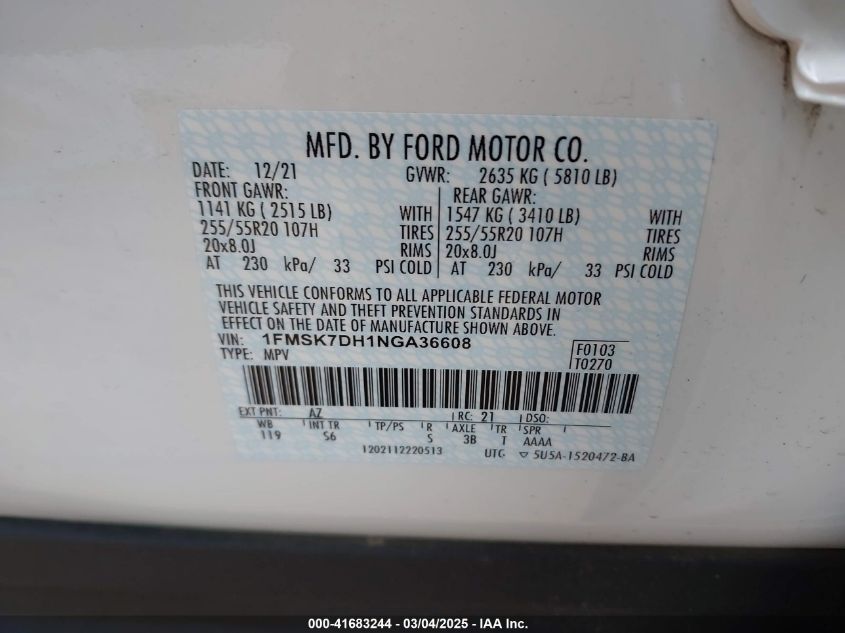 MFD. BY FORD MOTOR CO.
DATE: 12/21 GVWR: 2635 KG ( 5810 LB)
FRONT GAWR: REAR GAWR:
1141 KG ( 2515 LB) WITH 1547 KG ( 3410 LB) WITH
255/55R20 107H TIRES 255/55R20 107H TIRES
20x8.0J RIMS 20x8.0J RIMS
AT 230 kPa/ 33 PSI COLD AT 230 kPa/ 33 PSI COLD
THIS VEHICLE CONFORMS TO ALL APPLICABLE FEDERAL MOTOR
VEHICLE SAFETY AND THEFT PREVENTION STANDARDS IN
EFFECT ON THE DATE OF MANUFACTURE SHOWN ABOVE.
VIN: 1FMSK7DH1NGA36608 F0103
TYPE: MPV T0270
EXT PNT: AZ RC: 21 DSO:
WB INT TR TP/PS R AXLE TR SPR
119 S6 S 3B T AAAA
1202112220513 UTC ▽ 5U5A-1520472-BA
000-41683244 - 03/04/2025 - IAA Inc.